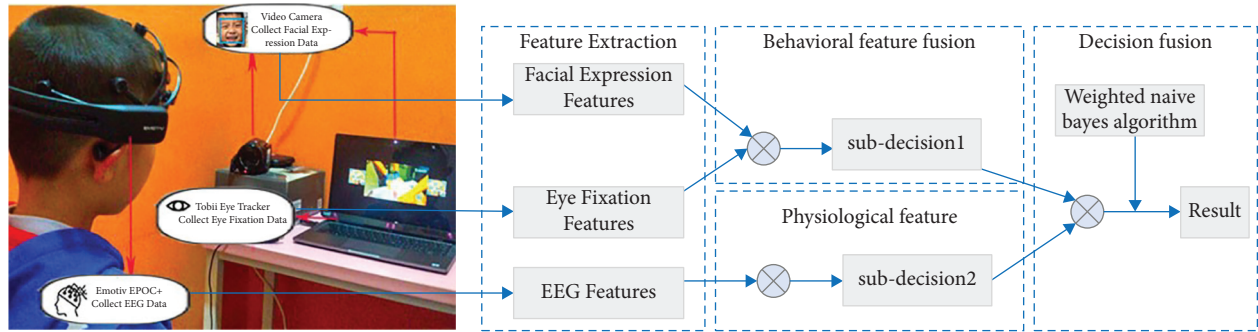 Video Camera
Collect Facial Exp-
ression Data
Tobii Eye Tracker
Collect Eye Fixation Data
Emotiv EPOC+
Collect EEG Data
Feature Extraction
Facial Expression
Features
Eye Fixation
Features
EEG Features
Behavioral feature fusion
sub-decision1
Physiological feature
sub-decision2
Decision fusion
Weighted naive
bayes algorithm
Result